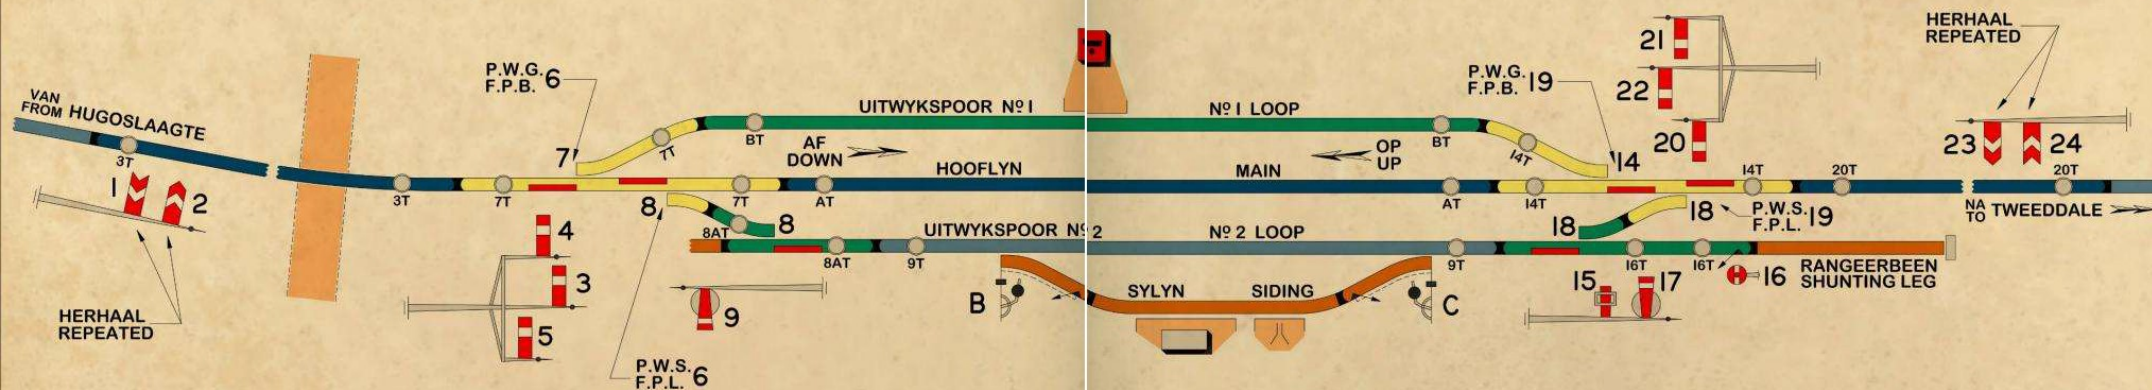 VAN
FROM HUGOSLAAGTE
3T
1
2
HERHAAL
REPEATED
3T
P.W.G. 6
F.P.B.
7
7T
BT
UITWYKSPOOR Nº 1
AF
DOWN
HOOFLYN
7T
7T
AT
8
8
8AT
UITWYKSPOOR Nº 2
8AT
9T
4
3
5
9
P.W.S. 6
F.P.L.
B
Nº 1 LOOP
OP
UP
MAIN
Nº 2 LOOP
SYLYN
SIDING
C
BT
14T
P.W.G. 19
F.P.B.
14
AT
14T
14T
20T
18
18
P.W.S. 19
F.P.L.
9T
16T
16T
15
17
16
RANGEERBEEN
SHUNTING LEG
21
22
20
HERHAAL
REPEATED
23
24
20T
NA
TO TWEEDDALE